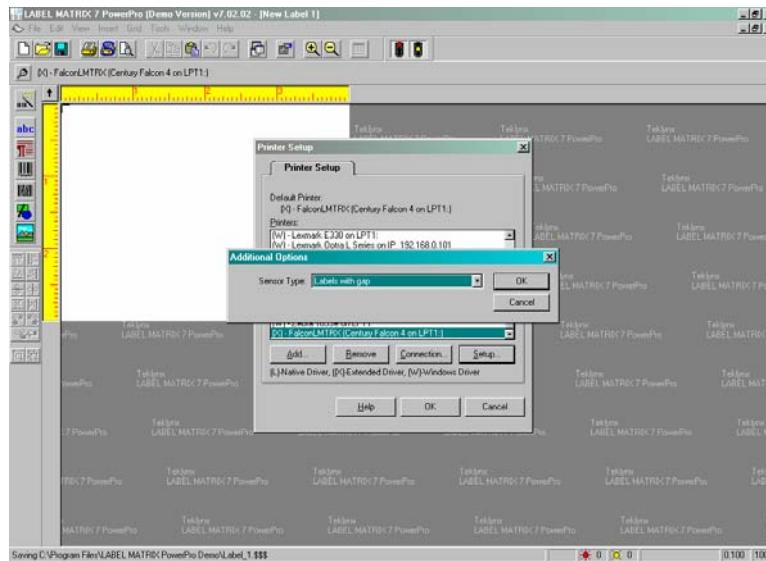 LABEL MATRIX 7 PowerPro (Demo Version) v7.02.02 - [New Label 1]
File Edit View Insert Grid Tools Window Help
(X) - FalconLMTRX (Century Falcon 4 on LPT1:)
abc
Printer Setup
Printer Setup
Default Printer:
(X) - FalconLMTRX (Century Falcon 4 on LPT1:)
Printers:
(W) - Lexmark E330 on LPT1:
(W) - Lexmark Optra L Series on IP_192.168.0.101
Additional Options
Sensor Type: Labels with gap
OK
Cancel
(X) - FalconLMTRX (Century Falcon 4 on LPT1:)
Add... Remove Connection... Setup...
(L)-Native Driver, (X)-Extended Driver, (W)-Windows Driver
Help OK Cancel
Teklynx
LABEL MATRIX 7 PowerPro
Saving C:\Program Files\LABEL MATRIX PowerPro Demo\Label_1.$$$
0 0 0.100